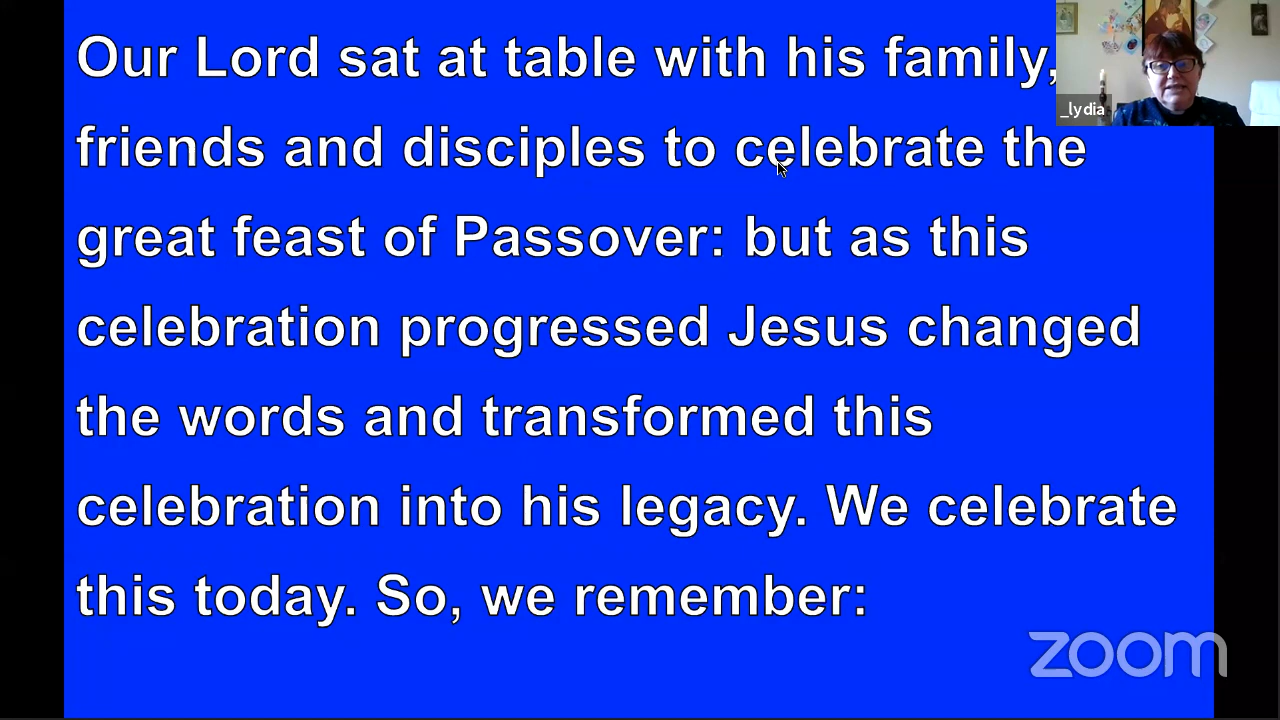 Our Lord sat at table with his family,
friends and disciples to celebrate the
great feast of Passover: but as this
celebration progressed Jesus changed
the words and transformed this
celebration into his legacy. We celebrate
this today. So, we remember:
_lydia
zoom